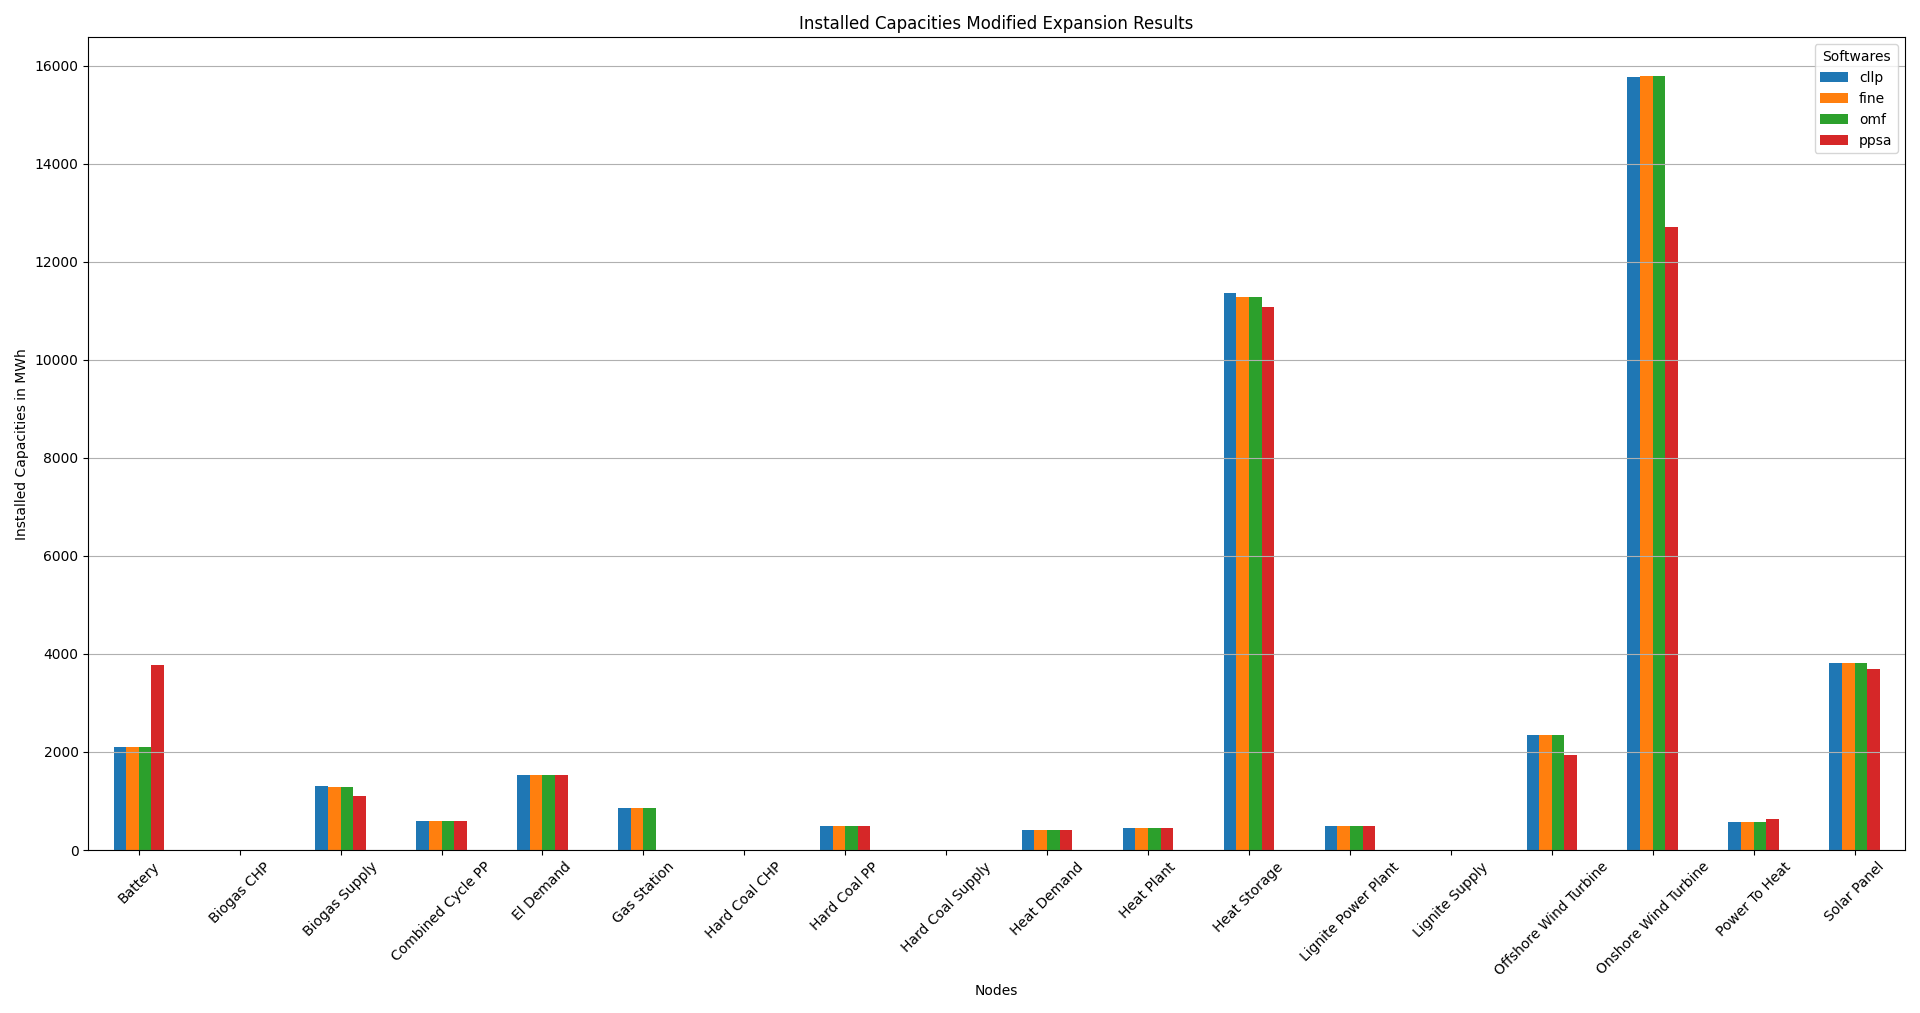 Installed Capacities Modified Expansion Results
Softwares
cllp
fine
omf
ppsa
Installed Capacities in MWh
16000
14000
12000
10000
8000
6000
4000
2000
0
Battery
Biogas CHP
Biogas Supply
Combined Cycle PP
El Demand
Gas Station
Hard Coal CHP
Hard Coal PP
Hard Coal Supply
Heat Demand
Heat Plant
Heat Storage
Lignite Power Plant
Lignite Supply
Offshore Wind Turbine
Onshore Wind Turbine
Power To Heat
Solar Panel
Nodes